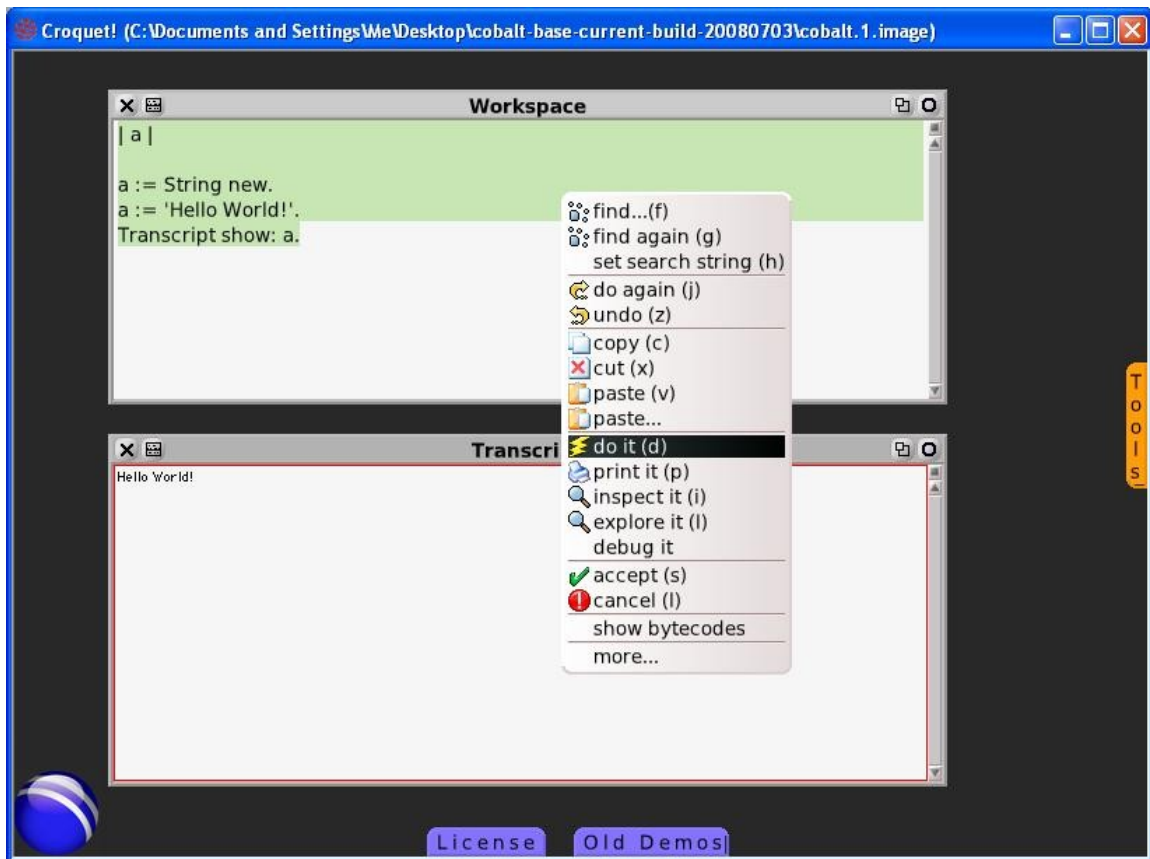 Croquet! (C:\Documents and Settings\Me\Desktop\cobalt-base-current-build-20080703\cobalt.1.image)
Workspace
| a |
a := String new.
a := 'Hello World!'.
Transcript show: a.
find...(f)
find again (g)
set search string (h)
do again (j)
undo (z)
copy (c)
cut (x)
paste (v)
paste...
do it (d)
print it (p)
inspect it (i)
explore it (I)
debug it
accept (s)
cancel (l)
show bytecodes
more...
Transcri
Hello World!
Tools
License
Old Demos